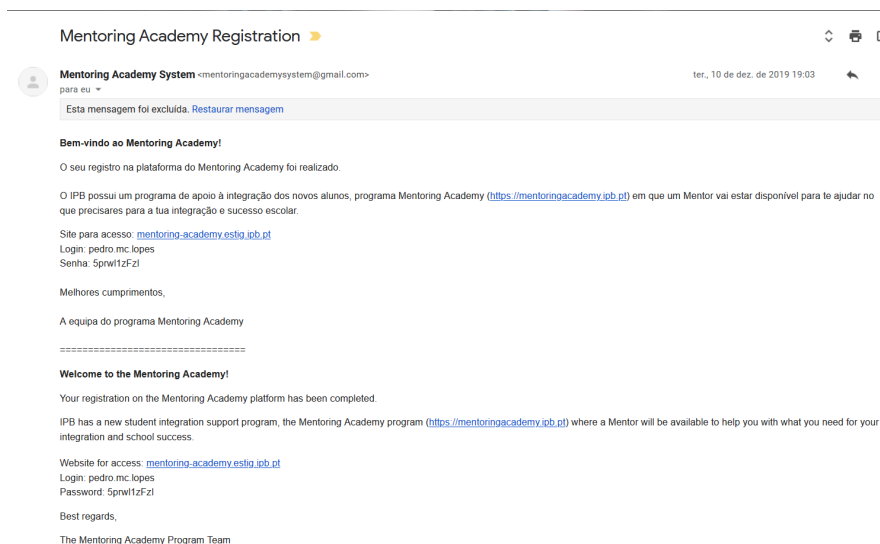 Mentoring Academy Registration
Mentoring Academy System <mentoringacademysystem@gmail.com>
ter., 10 de dez. de 2019 19:03
para eu
Esta mensagem foi excluída. Restaurar mensagem
Bem-vindo ao Mentoring Academy!
O seu registro na plataforma do Mentoring Academy foi realizado.
O IPB possui um programa de apoio à integração dos novos alunos, programa Mentoring Academy (https://mentoringacademy.ipb.pt) em que um Mentor vai estar disponível para te ajudar no
que precisares para a tua integração e sucesso escolar.
Site para acesso: mentoring-academy.estig.ipb.pt
Login: pedro.mc.lopes
Senha: 5prwl1zFzl
Melhores cumprimentos,
A equipa do programa Mentoring Academy
=================================
Welcome to the Mentoring Academy!
Your registration on the Mentoring Academy platform has been completed.
IPB has a new student integration support program, the Mentoring Academy program (https://mentoringacademy.ipb.pt) where a Mentor will be available to help you with what you need for your
integration and school success.
Website for access: mentoring-academy.estig.ipb.pt
Login: pedro.mc.lopes
Password: 5prwl1zFzl
Best regards,
The Mentoring Academy Program Team